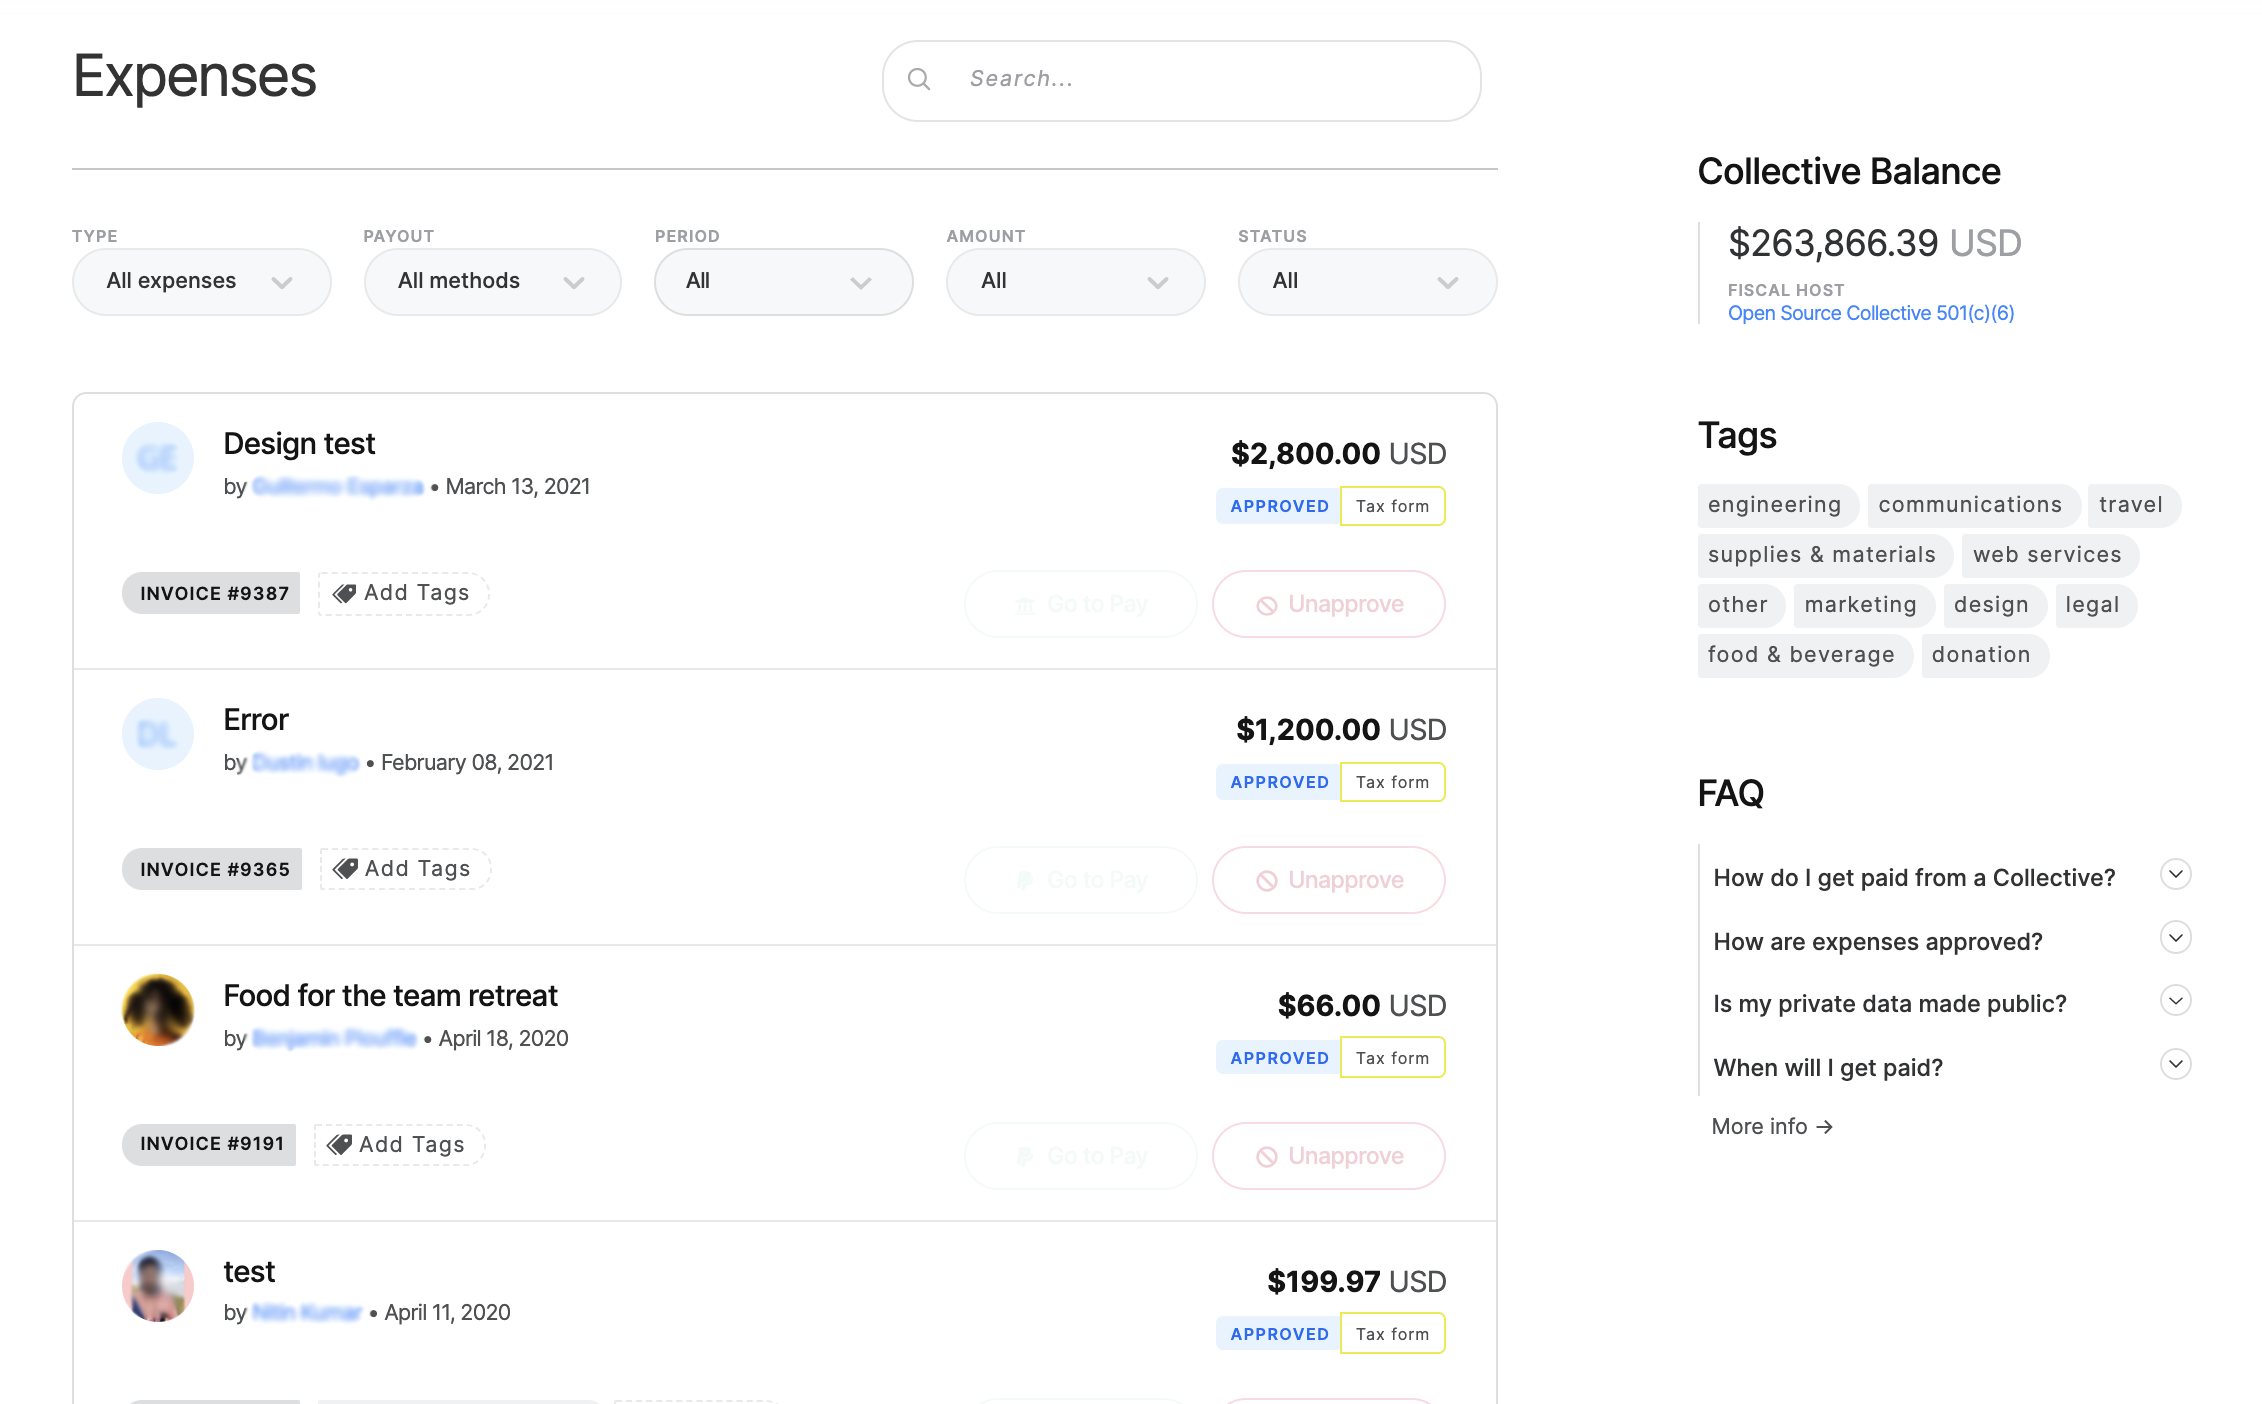 Expenses
Search...
TYPE
All expenses
PAYOUT
All methods
PERIOD
All
AMOUNT
All
STATUS
All
Design test
by • March 13, 2021
$2,800.00 USD
APPROVED Tax form
INVOICE #9387 Add Tags
Go to Pay Unapprove
Error
by • February 08, 2021
$1,200.00 USD
APPROVED Tax form
INVOICE #9365 Add Tags
Go to Pay Unapprove
Food for the team retreat
by • April 18, 2020
$66.00 USD
APPROVED Tax form
INVOICE #9191 Add Tags
Go to Pay Unapprove
test
by • April 11, 2020
$199.97 USD
APPROVED Tax form
Collective Balance
$263,866.39 USD
FISCAL HOST
Open Source Collective 501(c)(6)
Tags
engineering communications travel
supplies & materials web services
other marketing design legal
food & beverage donation
FAQ
How do I get paid from a Collective?
How are expenses approved?
Is my private data made public?
When will I get paid?
More info →